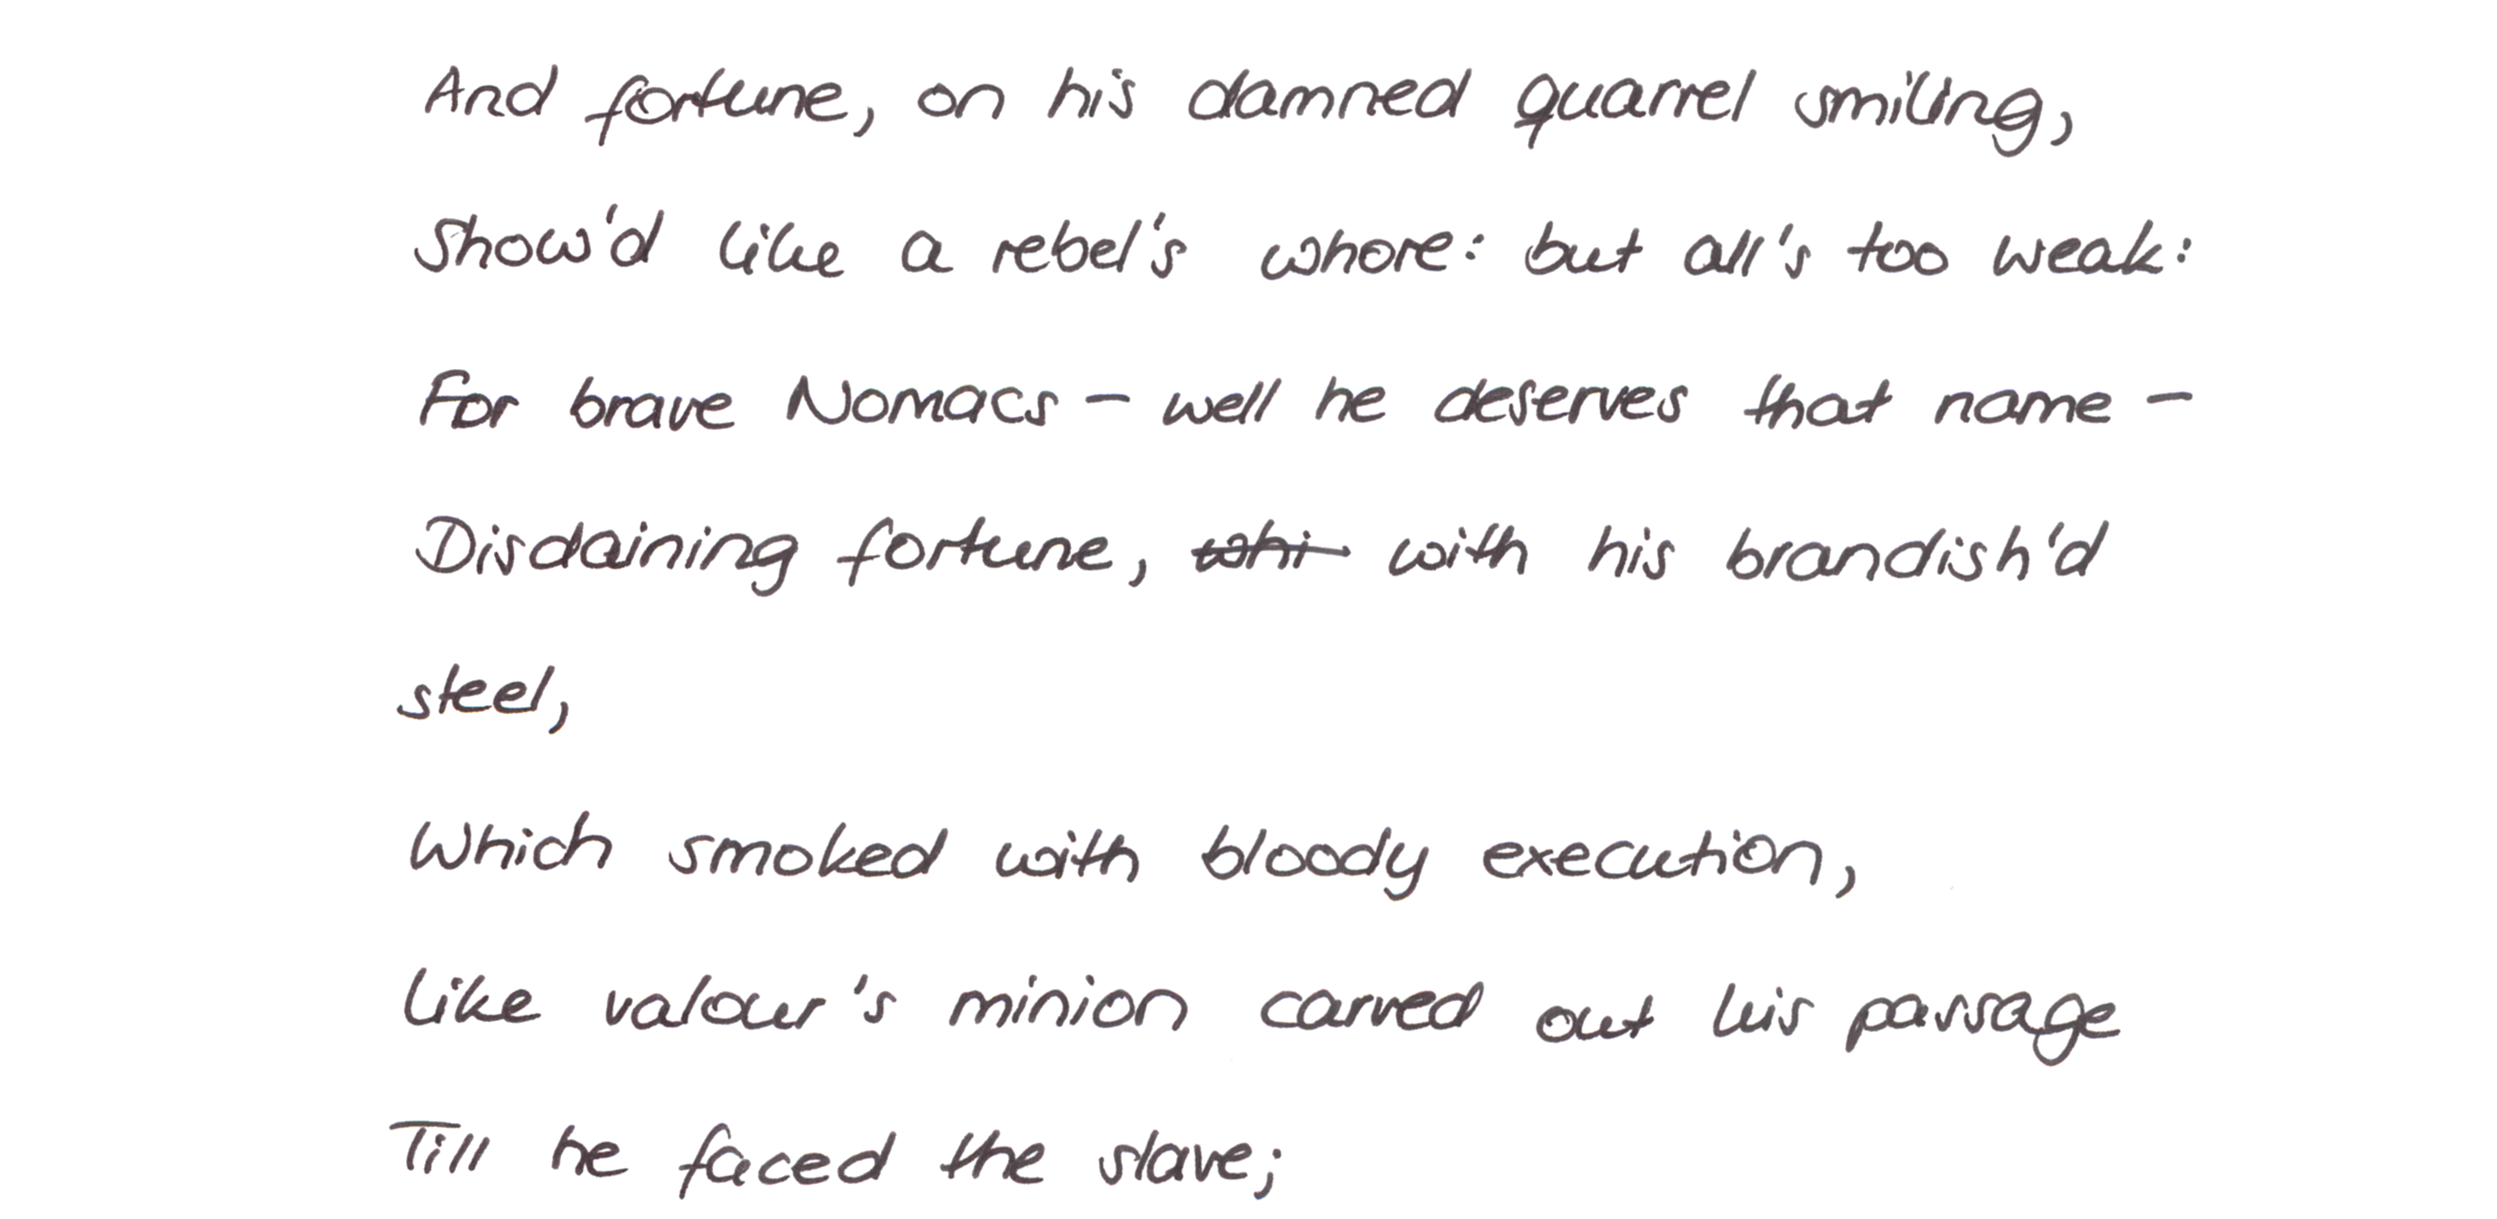 And fortune, on his damned quarrel smiling,
Show'd like a rebel's whore: but all's too weak:
For brave Nomacs - well he deserves that name -
Disdaining fortune, whi with his brandish'd
steel,
Which smoked with bloody execution,
Like valour's minion carved out his passage
Till he faced the slave;